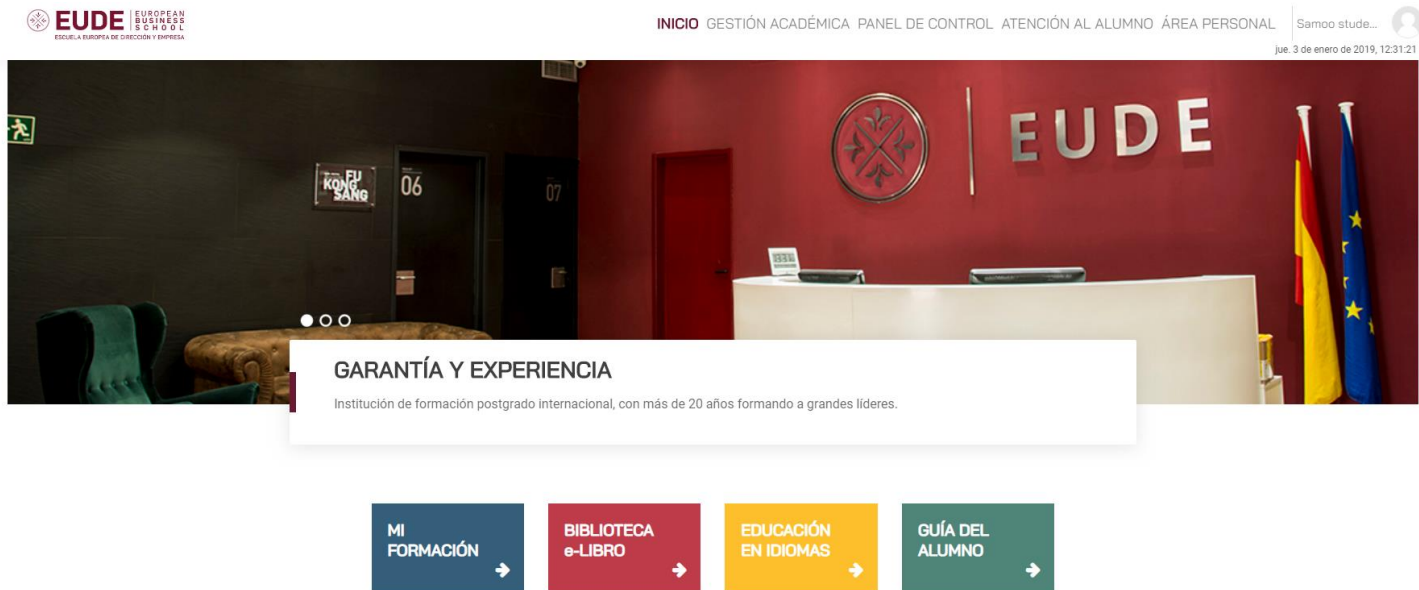 EUDE EUROPEAN
BUSINESS
SCHOOL
ESCUELA EUROPEA DE DIRECCIÓN Y EMPRESA
INICIO GESTIÓN ACADÉMICA PANEL DE CONTROL ATENCIÓN AL ALUMNO ÁREA PERSONAL Samoo stude...
jue. 3 de enero de 2019, 12:31:21
EUDE
FU
KONG
SANG
06
07
GARANTÍA Y EXPERIENCIA
Institución de formación postgrado internacional, con más de 20 años formando a grandes líderes.
MI
FORMACIÓN
BIBLIOTECA
e-LIBRO
EDUCACIÓN
EN IDIOMAS
GUÍA DEL
ALUMNO